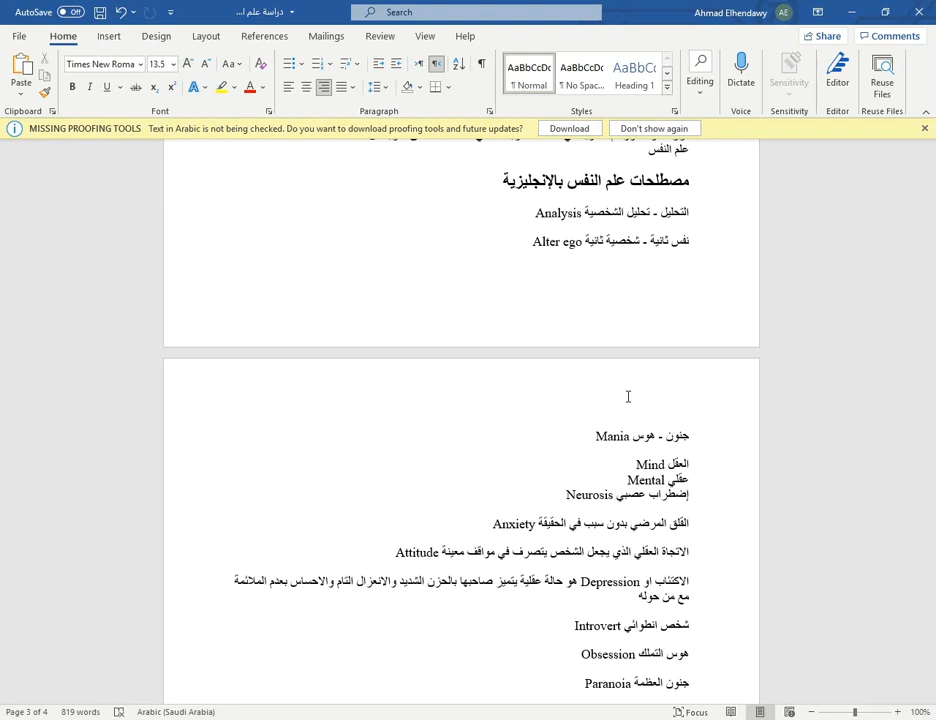 AutoSave Off
دراسة علم ا...
Search
Ahmad Elhendawy AE
File Home Insert Design Layout References Mailings Review View Help Share Comments
Paste
Times New Roma 13.5 Aa
AaBbCcDc AaBbCcDc AaBbCc
¶ Normal ¶ No Spac... Heading 1
Editing Dictate Sensitivity Editor Reuse Files
Clipboard Font Paragraph Styles Voice Sensitivity Editor Reuse Files
MISSING PROOFING TOOLS Text in Arabic is not being checked. Do you want to download proofing tools and future updates? Download Don't show again
علم النفس
مصطلحات علم النفس بالإنجليزية
التحليل - تحليل الشخصية Analysis
نفس ثانية - شخصية ثانية Alter ego
جنون - هوس Mania
العقل Mind
عقلي Mental
إضطراب عصبي Neurosis
القلق المرضي بدون سبب في الحقيقة Anxiety
الاتجاة العقلي الذي يجعل الشخص يتصرف في مواقف معينة Attitude
الاكتئاب او Depression هو حالة عقلية يتميز صاحبها بالحزن الشديد والانعزال التام والاحساس بعدم الملائمة
مع من حوله
شخص انطوائي Introvert
هوس التملك Obsession
جنون العظمة Paranoia
Page 3 of 4 819 words Arabic (Saudi Arabia) Focus 100%